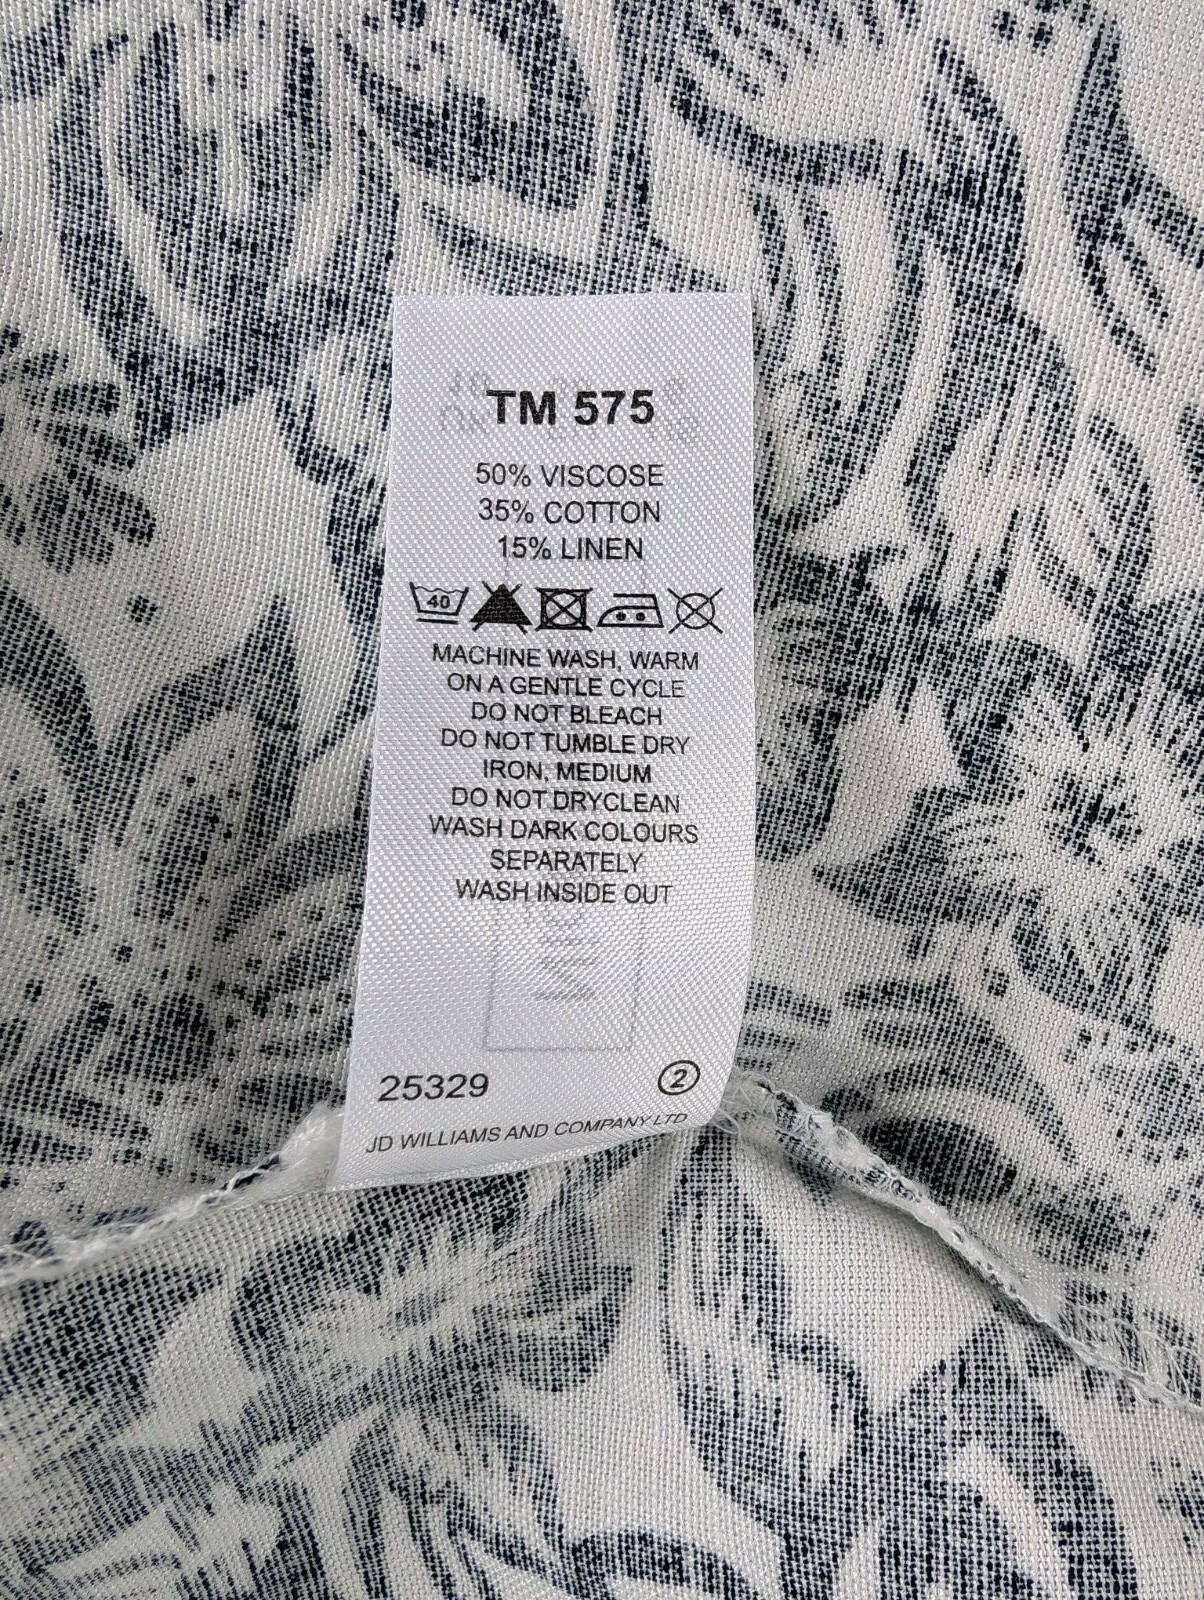 TM 575
50% VISCOSE
35% COTTON
15% LINEN
40
MACHINE WASH, WARM
ON A GENTLE CYCLE
DO NOT BLEACH
DO NOT TUMBLE DRY
IRON, MEDIUM
DO NOT DRYCLEAN
WASH DARK COLOURS
SEPARATELY
WASH INSIDE OUT
25329 2
JD WILLIAMS AND COMPANY LTD